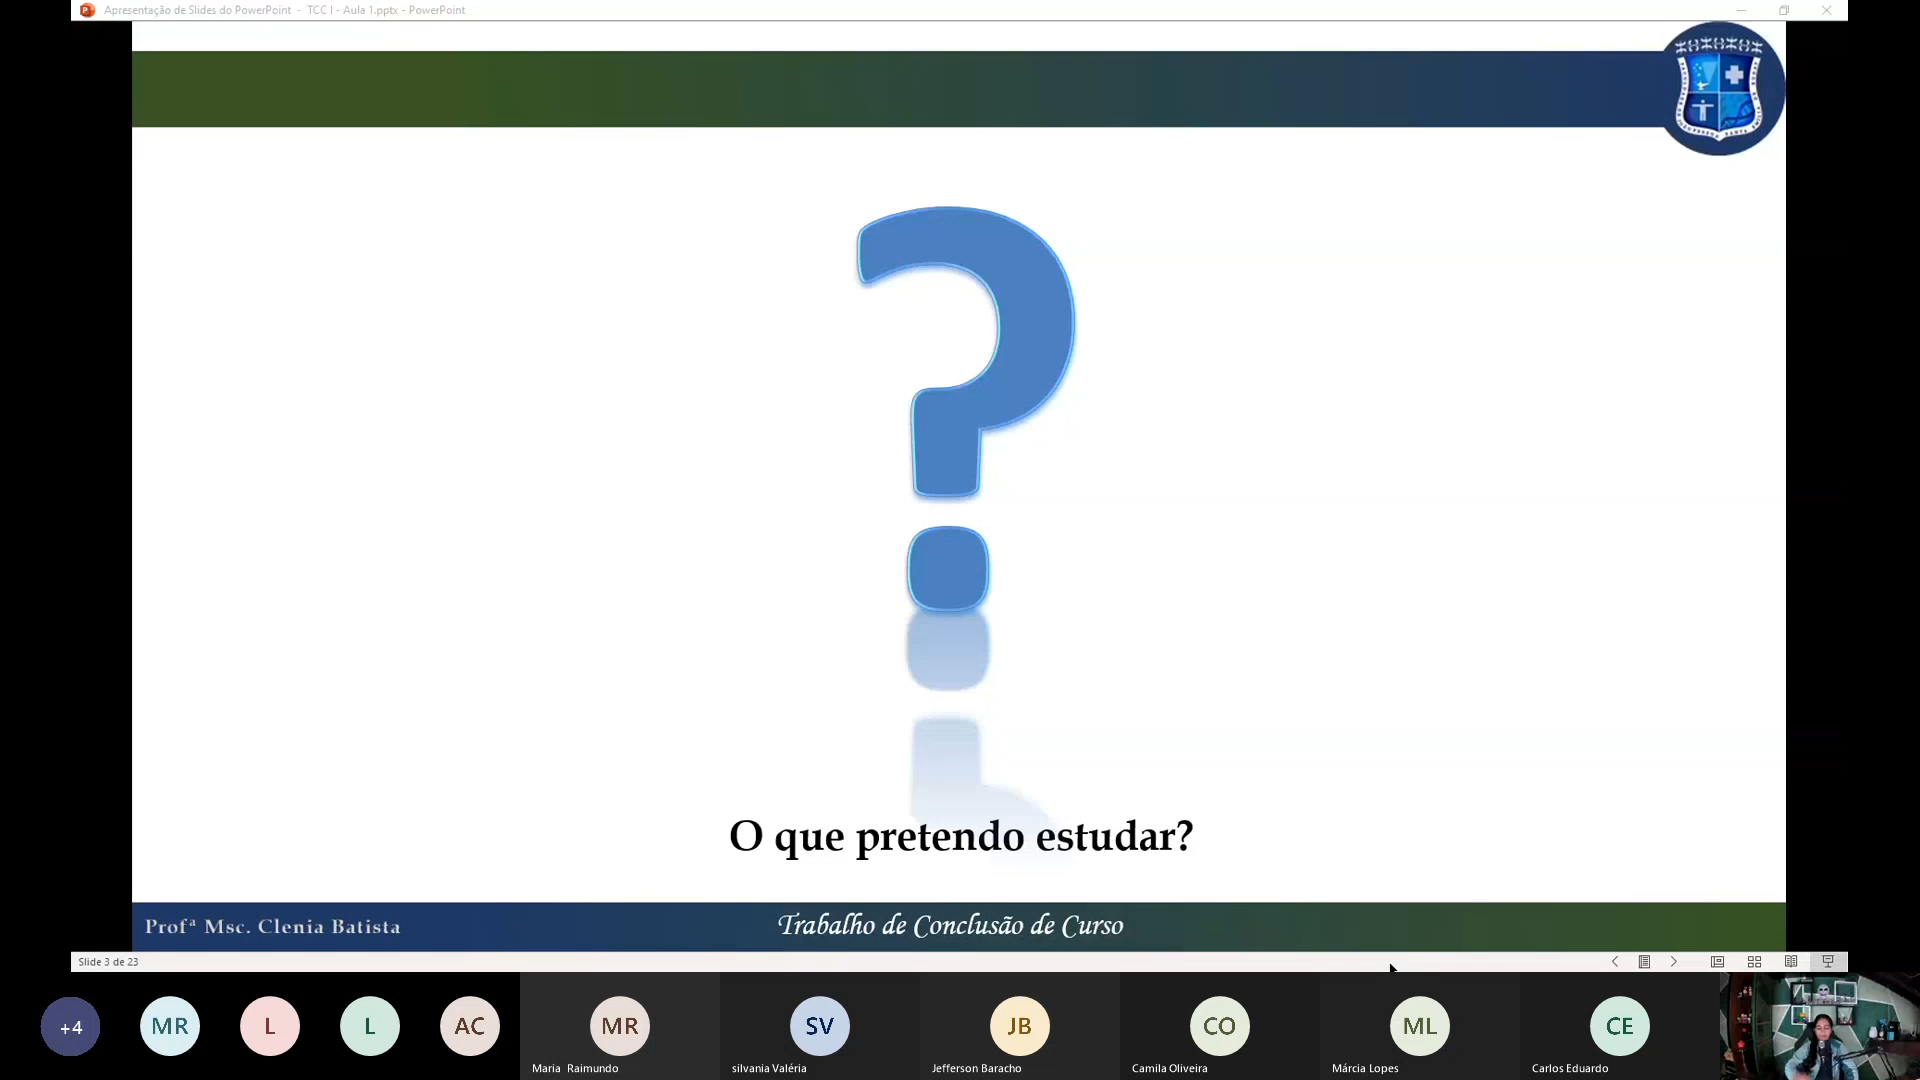 Apresentação de Slides do PowerPoint - TCC I - Aula 1.pptx - PowerPoint
?
O que pretendo estudar?
Profª Msc. Clenia Batista
Trabalho de Conclusão de Curso
Slide 3 de 23
+4
MR
L
L
AC
MR
SV
JB
CO
ML
CE
Maria Raimundo
silvania Valéria
Jefferson Baracho
Camila Oliveira
Márcia Lopes
Carlos Eduardo